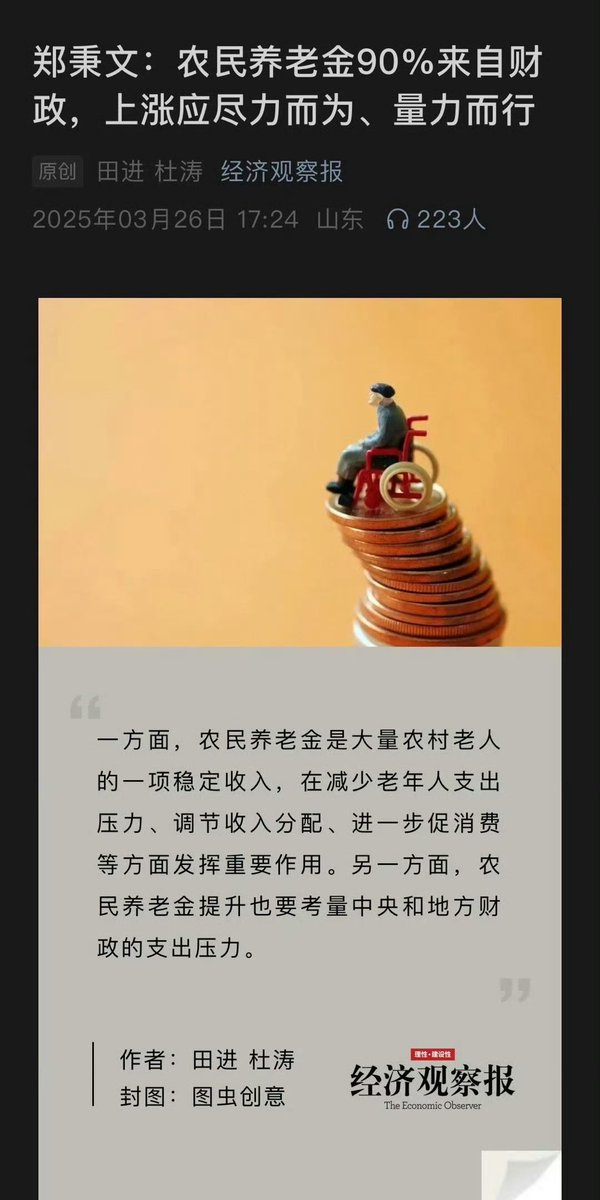 郑秉文：农民养老金90%来自财
政，上涨应尽力而为、量力而行
原创 田进 杜涛 经济观察报
2025年03月26日 17:24 山东 223人
“
一方面，农民养老金是大量农村老人
的一项稳定收入，在减少老年人支出
压力、调节收入分配、进一步促消费
等方面发挥重要作用。另一方面，农
民养老金提升也要考量中央和地方财
政的支出压力。
”
作者：田进 杜涛
封图：图虫创意
理性·建设性
经济观察报
The Economic Observer